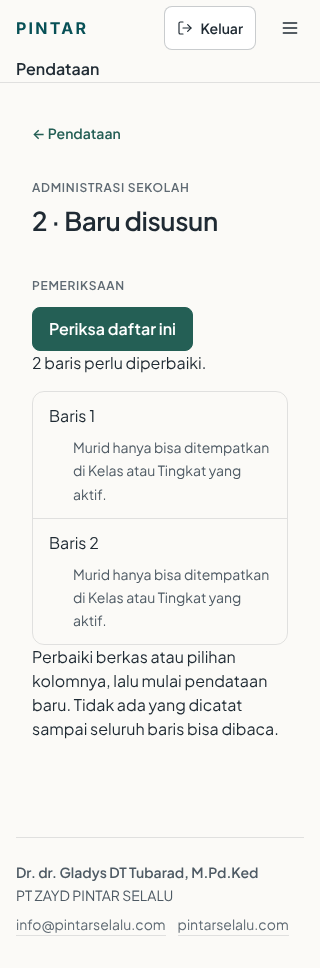 PINTAR
Keluar
Pendataan
← Pendataan
ADMINISTRASI SEKOLAH
2 · Baru disusun
PEMERIKSAAN
Periksa daftar ini
2 baris perlu diperbaiki.
Baris 1
Murid hanya bisa ditempatkan
di Kelas atau Tingkat yang
aktif.
Baris 2
Murid hanya bisa ditempatkan
di Kelas atau Tingkat yang
aktif.
Perbaiki berkas atau pilihan
kolomnya, lalu mulai pendataan
baru. Tidak ada yang dicatat
sampai seluruh baris bisa dibaca.
Dr. dr. Gladys DT Tubarad, M.Pd.Ked
PT ZAYD PINTAR SELALU
info@pintarselalu.com pintarselalu.com